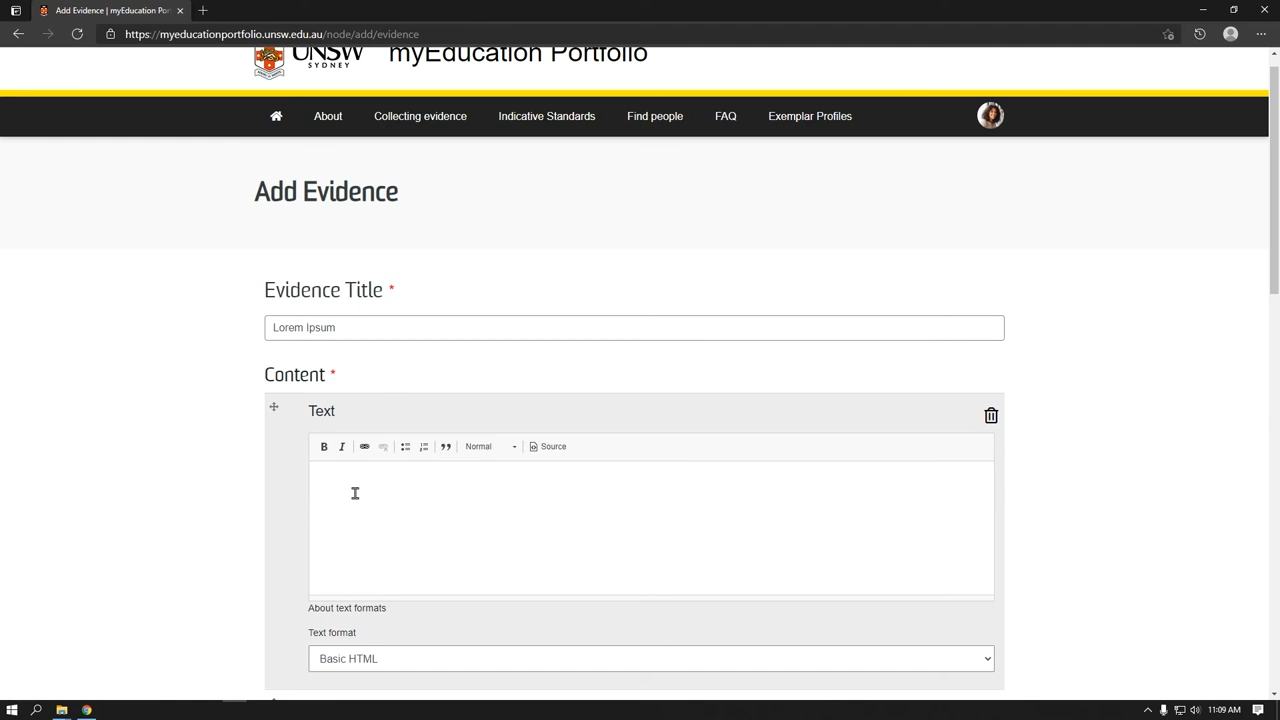 Add Evidence | myEducation Por
https://myeducationportfolio.unsw.edu.au/node/add/evidence
UNSW
SYDNEY
myEducation Portfolio
About
Collecting evidence
Indicative Standards
Find people
FAQ
Exemplar Profiles
Add Evidence
Evidence Title *
Lorem Ipsum
Content *
Text
B I Normal Source
About text formats
Text format
Basic HTML
11:09 AM